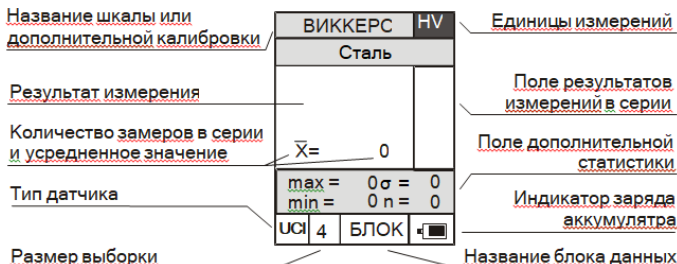 Название шкалы или
дополнительной калибровки
Результат измерения
Количество замеров в серии
и усредненное значение
Тип датчика
Размер выборки
ВИККЕРС HV
Сталь
X̅= 0
max = 0 σ = 0
min = 0 n = 0
UCI 4 БЛОК
Единицы измерений
Поле результатов
измерений в серии
Поле дополнительной
статистики
Индикатор заряда
аккумулятра
Название блока данных